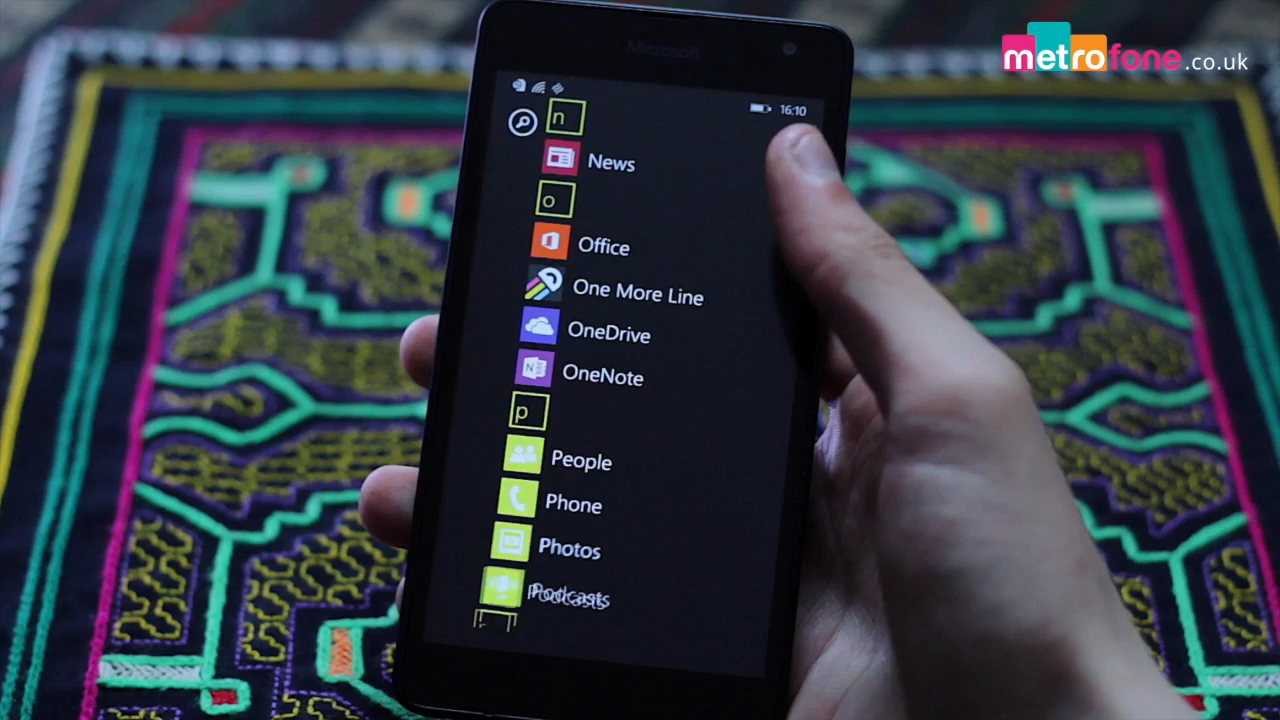 Microsoft
metrofone.co.uk
16:10
n
News
o
Office
One More Line
OneDrive
OneNote
p
People
Phone
Photos
Podcasts